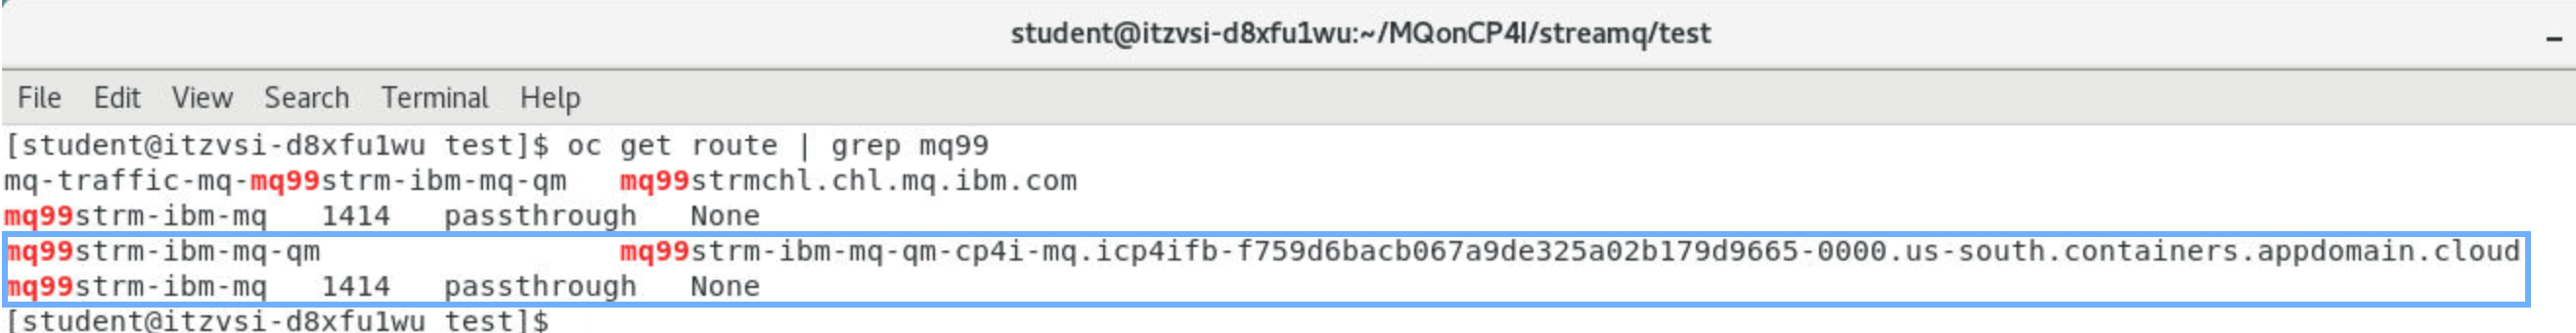 student@itzvsi-d8xfu1wu:~/MQonCP4I/streamq/test
File Edit View Search Terminal Help
[student@itzvsi-d8xfu1wu test]$ oc get route | grep mq99
mq-traffic-mq-mq99strm-ibm-mq-qm mq99strmchl.chl.mq.ibm.com
mq99strm-ibm-mq 1414 passthrough None
mq99strm-ibm-mq-qm mq99strm-ibm-mq-qm-cp4i-mq.icp4ifb-f759d6bacb067a9de325a02b179d9665-0000.us-south.containers.appdomain.cloud
mq99strm-ibm-mq 1414 passthrough None
[student@itzvsi-d8xfu1wu test]$